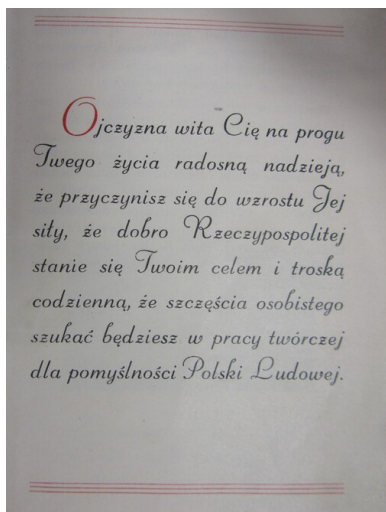 Ojczyzna wita Cię na progu
Twego życia radosną nadzieją,
że przyczynisz się do wzrostu Jej
siły, że dobro Rzeczypospolitej
stanie się Twoim celem i troską
codzienną, że szczęścia osobistego
szukać będziesz w pracy twórczej
dla pomyślności Polski Ludowej.